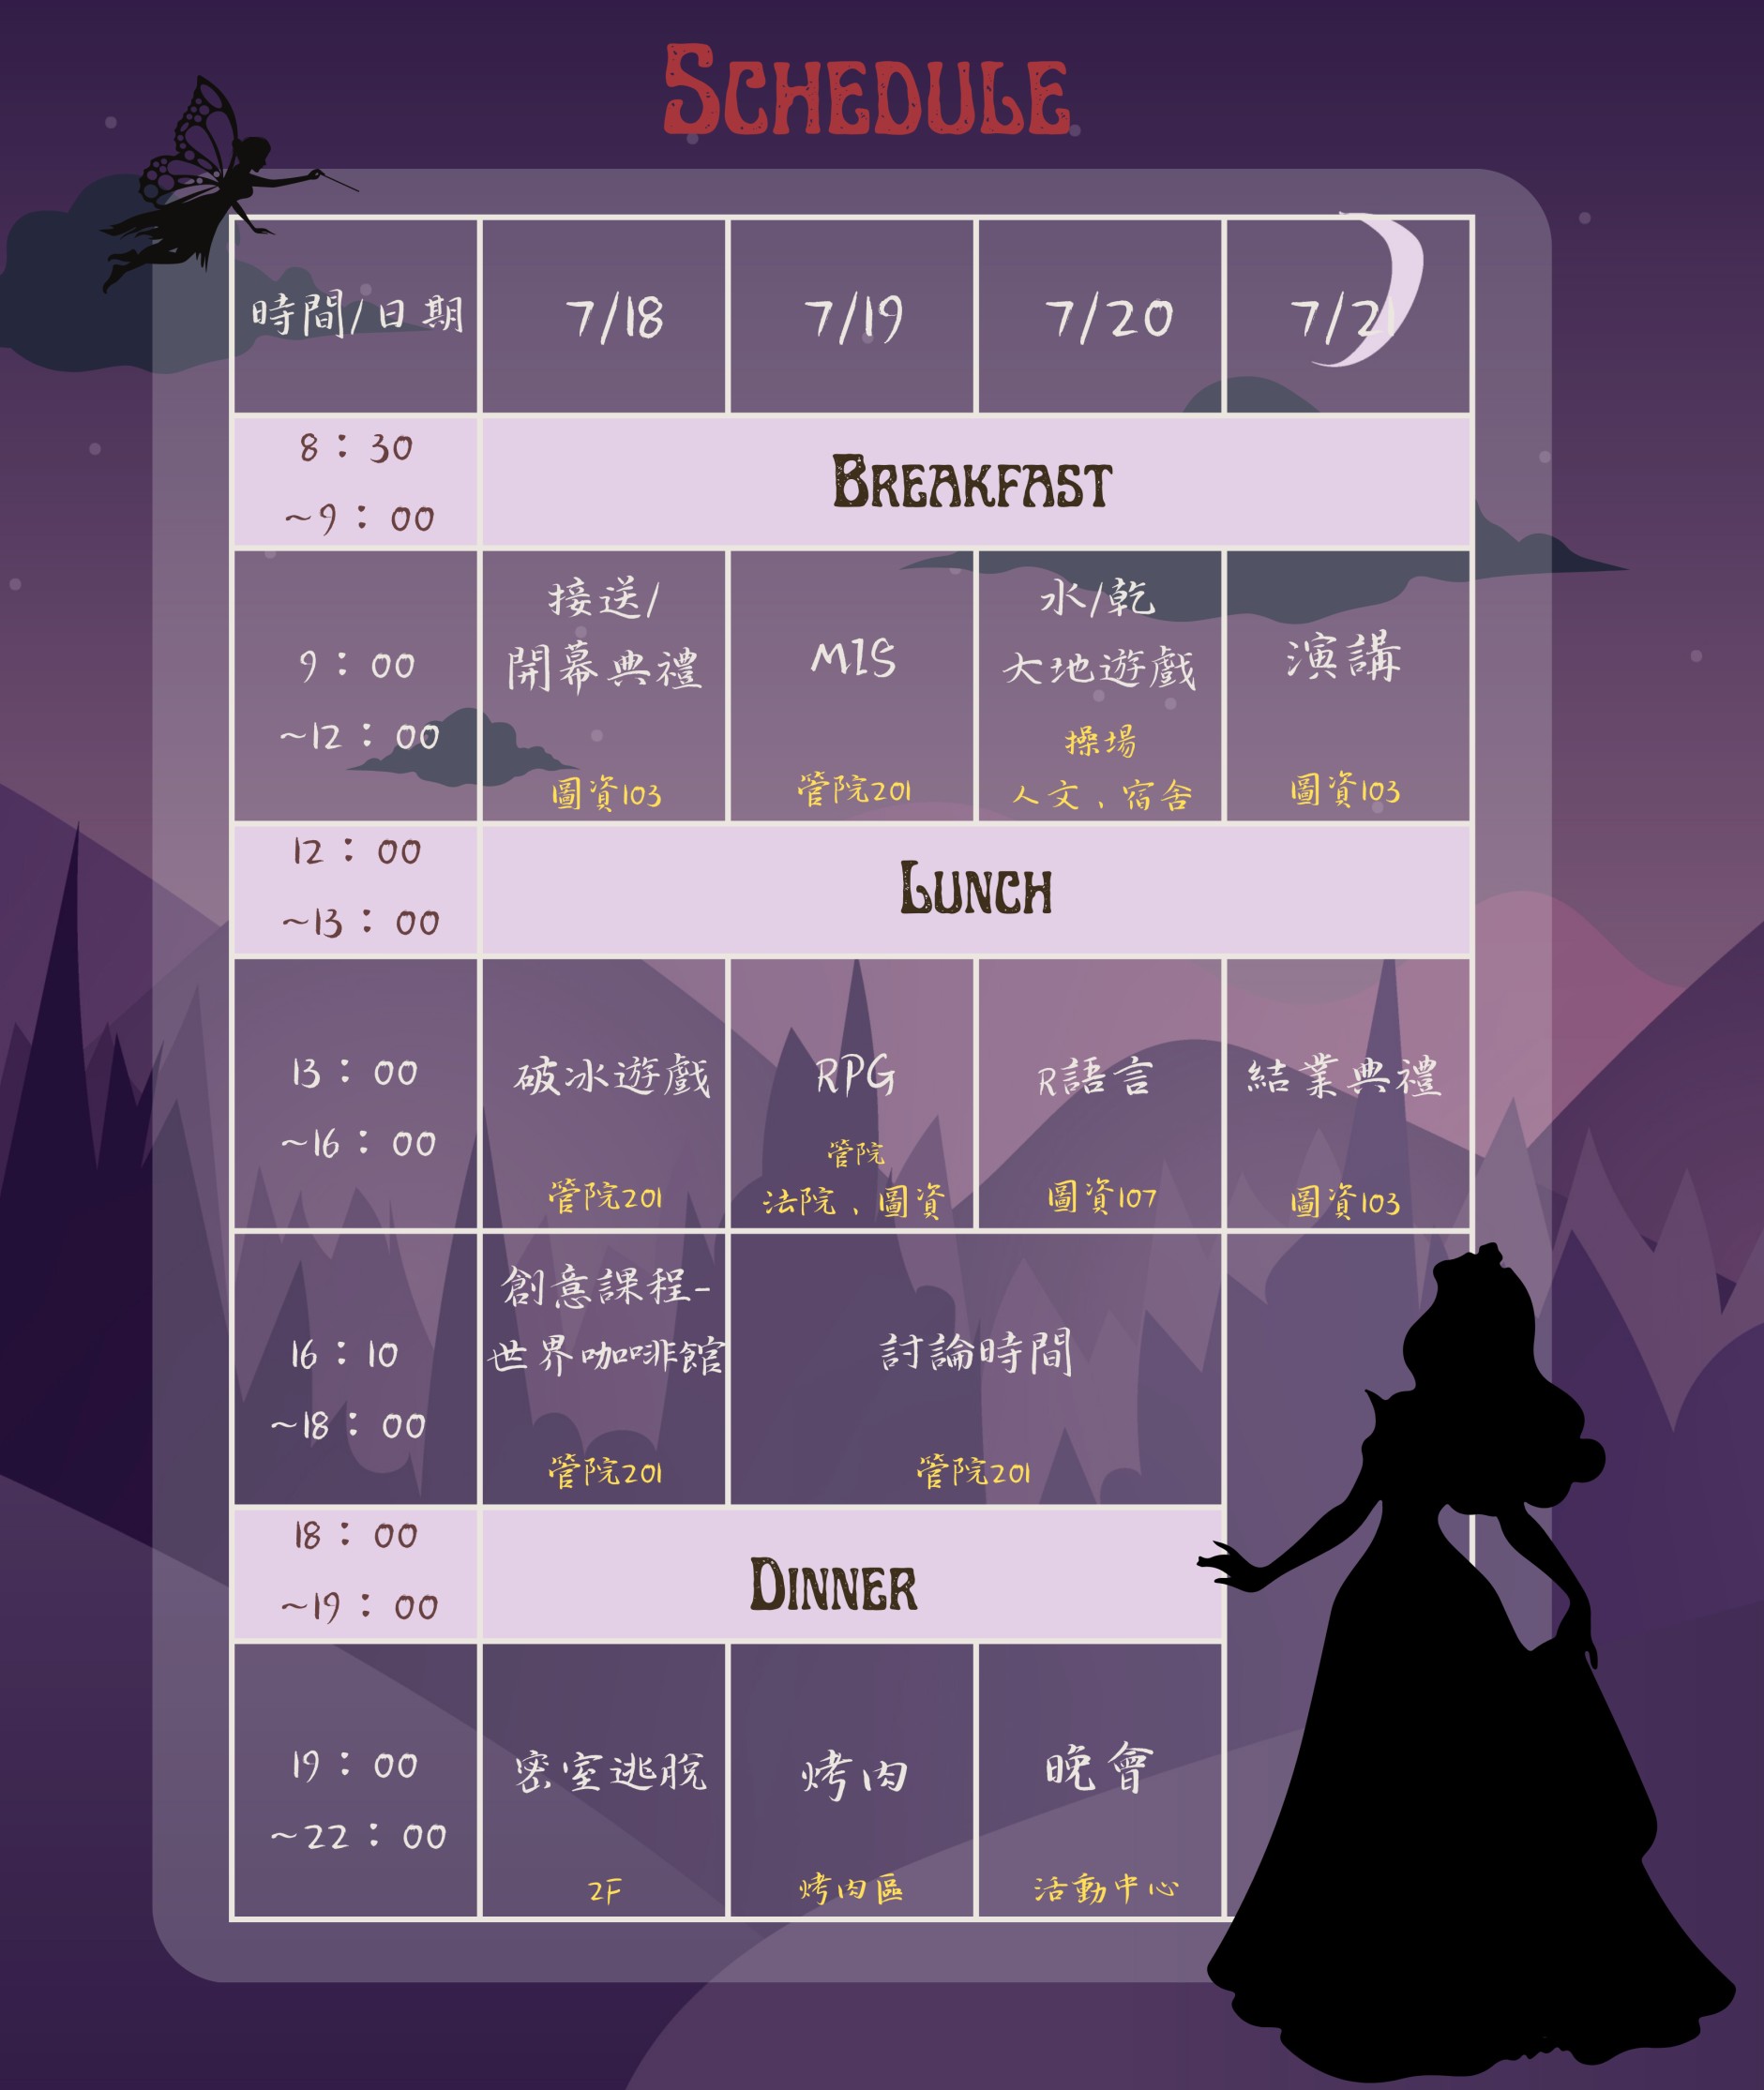 SCHEDULE
時間/日期
7/18
7/19
7/20
7/21
8:30
~9:00
BREAKFAST
9:00
~12:00
接送/
開幕典禮
圖資103
MIS
管院201
水/乾
大地遊戲
操場
人文、宿舍
演講
圖資103
12:00
~13:00
LUNCH
13:00
~16:00
破冰遊戲
管院201
RPG
管院
法院、圖資
R語言
圖資107
結業典禮
圖資103
16:10
~18:00
創意課程-
世界咖啡館
管院201
討論時間
管院201
18:00
~19:00
DINNER
19:00
~22:00
密室逃脫
2F
烤肉
烤肉區
晚會
活動中心